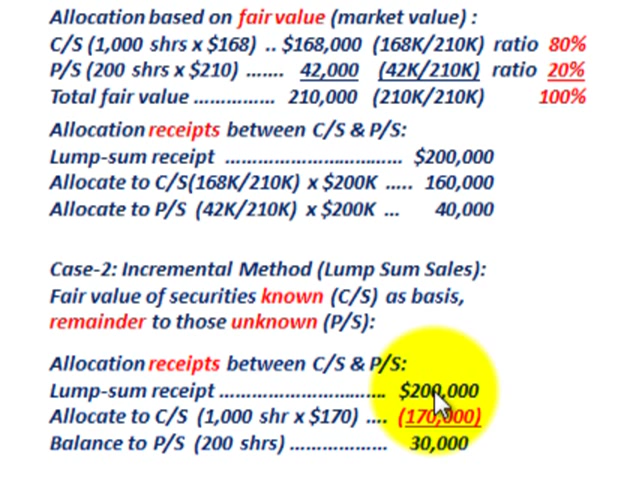 Allocation based on fair value (market value) :
C/S (1,000 shrs x $168) .. $168,000 (168K/210K) ratio 80%
P/S (200 shrs x $210) ....... 42,000 (42K/210K) ratio 20%
Total fair value ............... 210,000 (210K/210K) 100%
Allocation receipts between C/S & P/S:
Lump-sum receipt ................................. $200,000
Allocate to C/S(168K/210K) x $200K ..... 160,000
Allocate to P/S (42K/210K) x $200K ... 40,000
Case-2: Incremental Method (Lump Sum Sales):
Fair value of securities known (C/S) as basis,
remainder to those unknown (P/S):
Allocation receipts between C/S & P/S:
Lump-sum receipt ............................... $200,000
Allocate to C/S (1,000 shr x $170) .... (170,000)
Balance to P/S (200 shrs) .................. 30,000